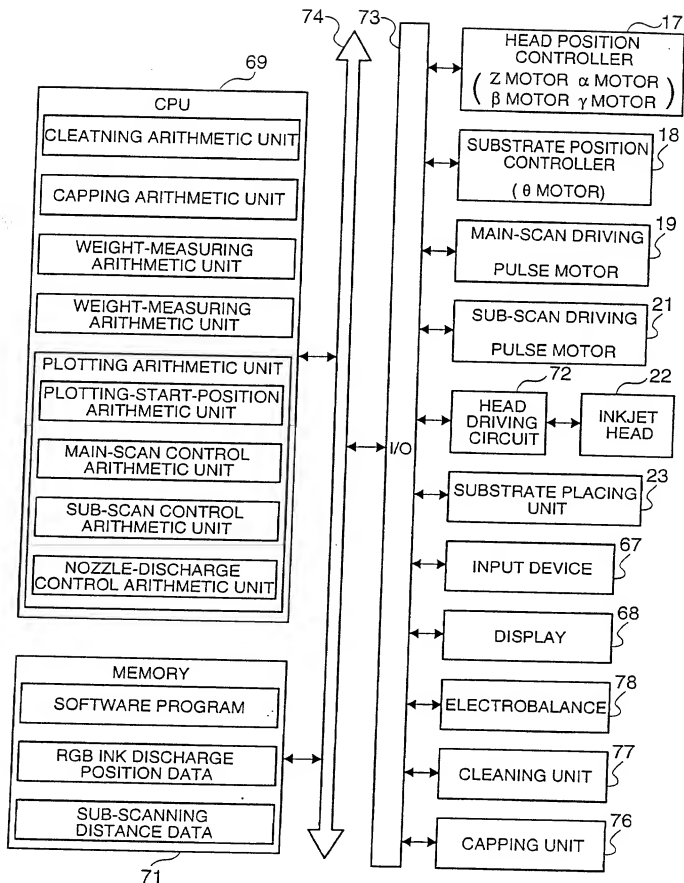 74
73
17
HEAD POSITION
CONTROLLER
( Z MOTOR α MOTOR
β MOTOR γ MOTOR )
69
CPU
CLEATNING ARITHMETIC UNIT
CAPPING ARITHMETIC UNIT
WEIGHT-MEASURING
ARITHMETIC UNIT
WEIGHT-MEASURING
ARITHMETIC UNIT
PLOTTING ARITHMETIC UNIT
PLOTTING-START-POSITION
ARITHMETIC UNIT
MAIN-SCAN CONTROL
ARITHMETIC UNIT
SUB-SCAN CONTROL
ARITHMETIC UNIT
NOZZLE-DISCHARGE
CONTROL ARITHMETIC UNIT
MEMORY
SOFTWARE PROGRAM
RGB INK DISCHARGE
POSITION DATA
SUB-SCANNING
DISTANCE DATA
71
I/O
SUBSTRATE POSITION
CONTROLLER
(θ MOTOR)
18
MAIN-SCAN DRIVING
PULSE MOTOR
19
SUB-SCAN DRIVING
PULSE MOTOR
21
72
HEAD
DRIVING
CIRCUIT
22
INKJET
HEAD
SUBSTRATE PLACING
UNIT
23
INPUT DEVICE
67
DISPLAY
68
ELECTROBALANCE
78
CLEANING UNIT
77
CAPPING UNIT
76